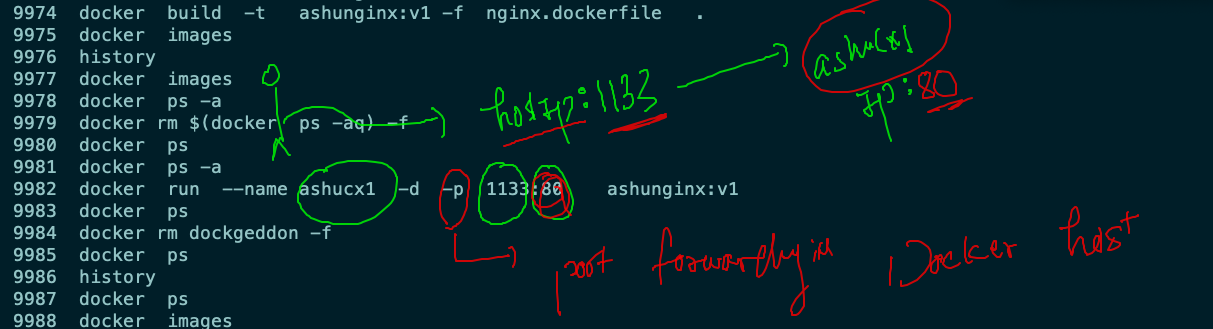 9974  docker  build  -t   ashunginx:v1 -f  nginx.dockerfile   .
9975  docker  images
9976  history
9977  docker  images
9978  docker  ps -a
9979  docker rm $(docker  ps -aq) -f
9980  docker  ps
9981  docker  ps -a
9982  docker  run  --name ashucx1  -d  -p  1133:80    ashunginx:v1
9983  docker  ps
9984  docker rm dockgeddon -f
9985  docker  ps
9986  history
9987  docker  ps
9988  docker  images
hostIP:1133
ashucx1
IP:80
port
Docker host